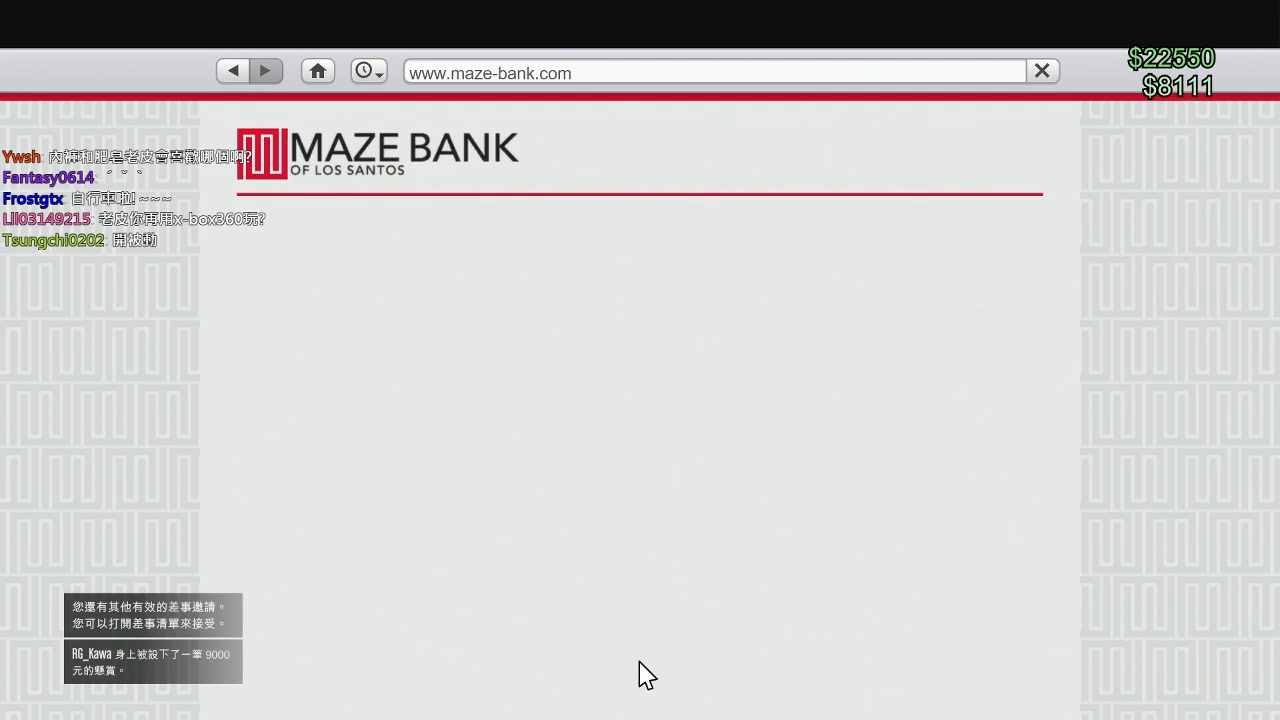 www.maze-bank.com
$22550
$8111
MAZE BANK
OF LOS SANTOS
Ywsh: 內褲和肥皂老皮會喜歡哪個啊?
Fantasy0614: ˊ ˇ ˋ
Frostgtx: 自行車啦! ~~~
Lll03149215: 老皮你再用x-box360玩?
Tsungchi0202: 開被動
您還有其他有效的差事邀請。
您可以打開差事清單來接受。
RG_Kawa 身上被設下了一筆 9000
元的懸賞。